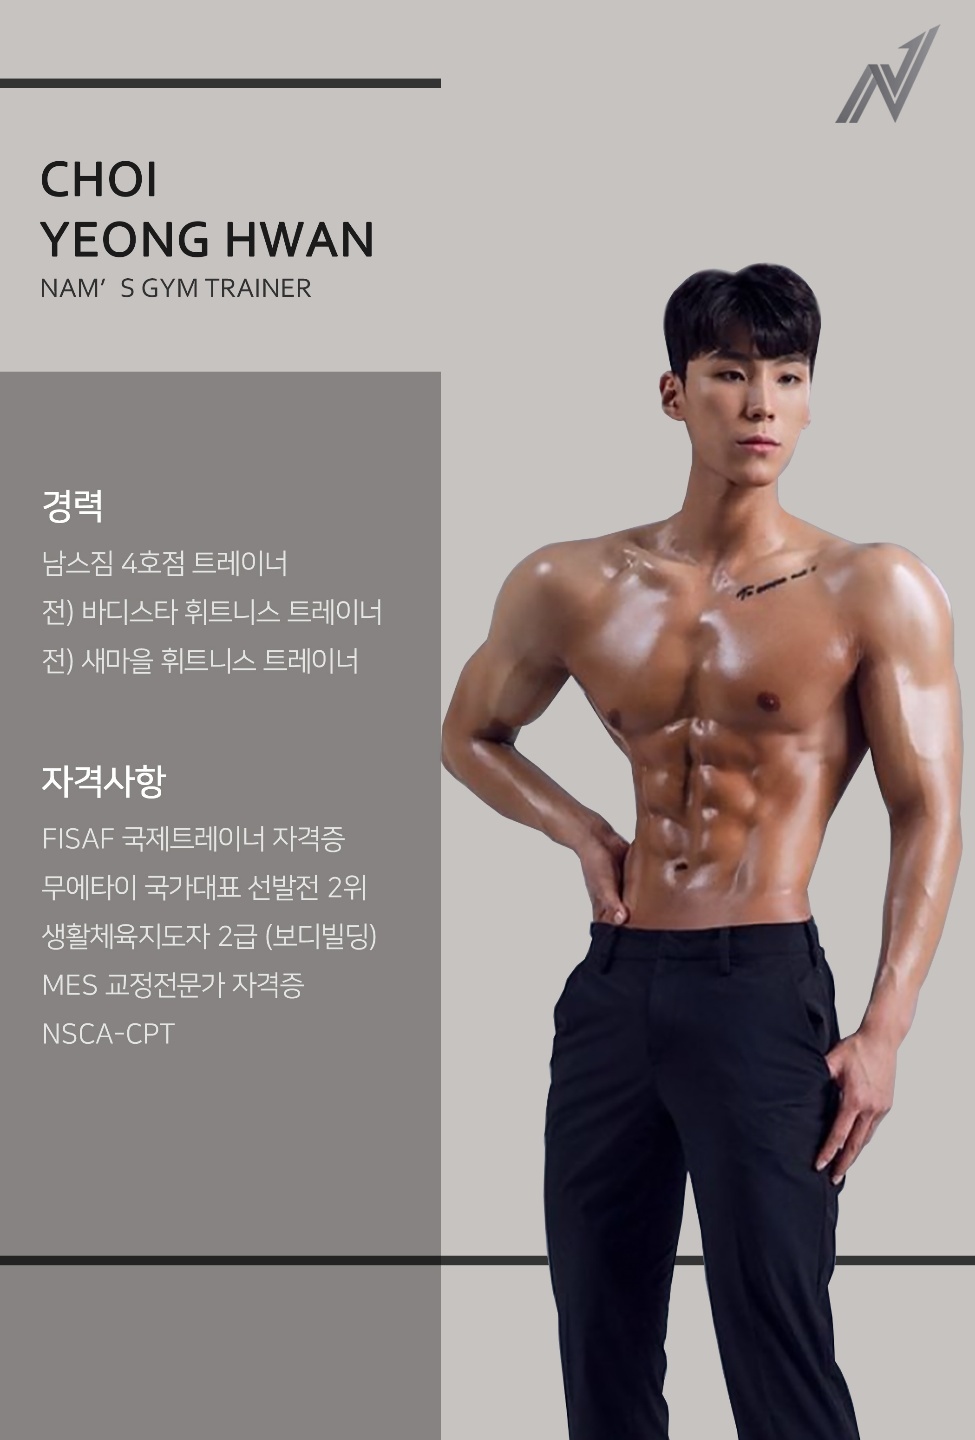 CHOI
YEONG HWAN
NAM’ S GYM TRAINER
경력
남스짐 4호점 트레이너
전) 바디스타 휘트니스 트레이너
전) 새마을 휘트니스 트레이너
자격사항
FISAF 국제트레이너 자격증
무에타이 국가대표 선발전 2위
생활체육지도자 2급 (보디빌딩)
MES 교정전문가 자격증
NSCA-CPT